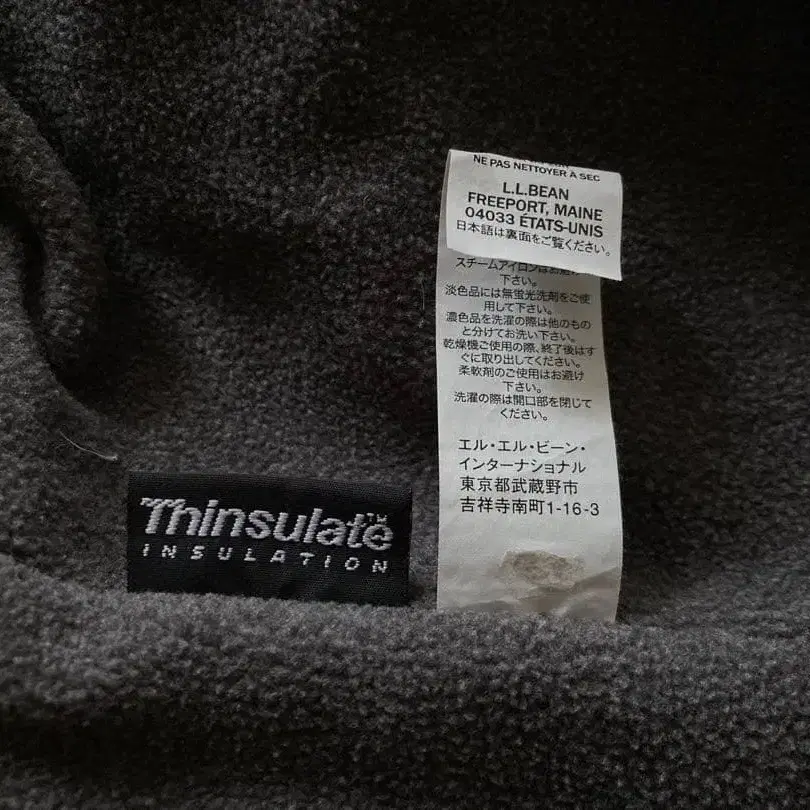 NE PAS NETTOYER À SEC
L.L.BEAN
FREEPORT, MAINE
04033 ÉTATS-UNIS
日本語は裏面をご覧ください。
スチームアイロンはお避け
下さい。
淡色品には無蛍光洗剤をご使
用して下さい。
濃色品を洗濯の際は他のもの
と分けてお洗い下さい。
乾燥機ご使用の際、終了後はす
ぐに取り出してください。
柔軟剤のご使用はお避け
下さい。
洗濯の際は開口部を閉じて
ください。
エル・エル・ビーン・
インターナショナル
東京都武蔵野市
吉祥寺南町1-16-3
Thinsulate™
INSULATION